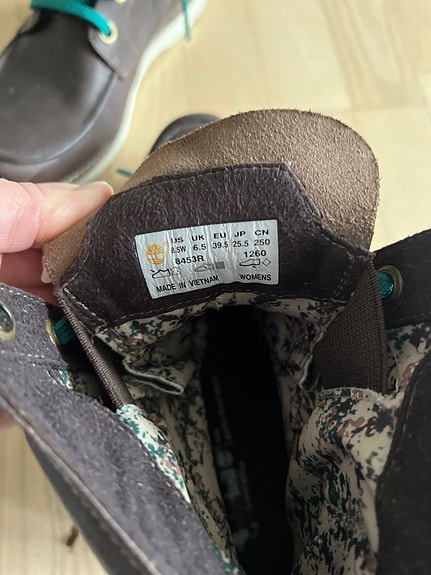 US UK EU JP CN
8.5W 6.5 39.5 25.5 250
8453R 1260
MADE IN VIETNAM WOMENS